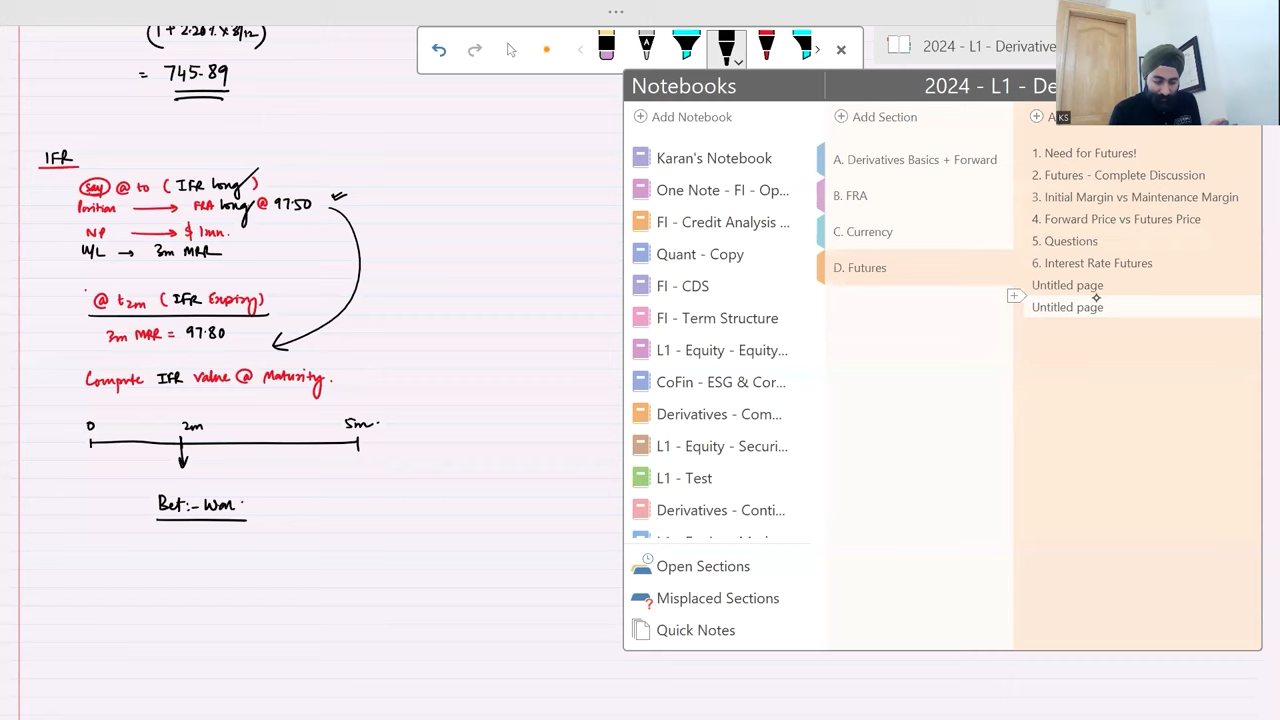 (1 + 2.20% x 3/12)
= 745.89
IFR
Say @ to ( IFR Long )
Position → FRA Long @ 97.50
NP → $ 1mn.
U/L → 3m MRR
@ t2m ( IFR Expiry)
3m MRR = 97.80
Compute IFR value @ Maturity.
0 2m 5m.
Bet:- Won.
2024 - L1 - Derivative
Notebooks
2024 - L1 - De
Add Notebook
Add Section
A
KS
Karan's Notebook
One Note - FI - Op...
FI - Credit Analysis ...
Quant - Copy
FI - CDS
FI - Term Structure
L1 - Equity - Equity...
CoFin - ESG & Cor...
Derivatives - Com...
L1 - Equity - Securi...
L1 - Test
Derivatives - Conti...
Open Sections
Misplaced Sections
Quick Notes
A. Derivatives Basics + Forward
B. FRA
C. Currency
D. Futures
1. Need for Futures!
2. Futures - Complete Discussion
3. Initial Margin vs Maintenance Margin
4. Forward Price vs Futures Price
5. Questions
6. Interest Rate Futures
Untitled page
Untitled page